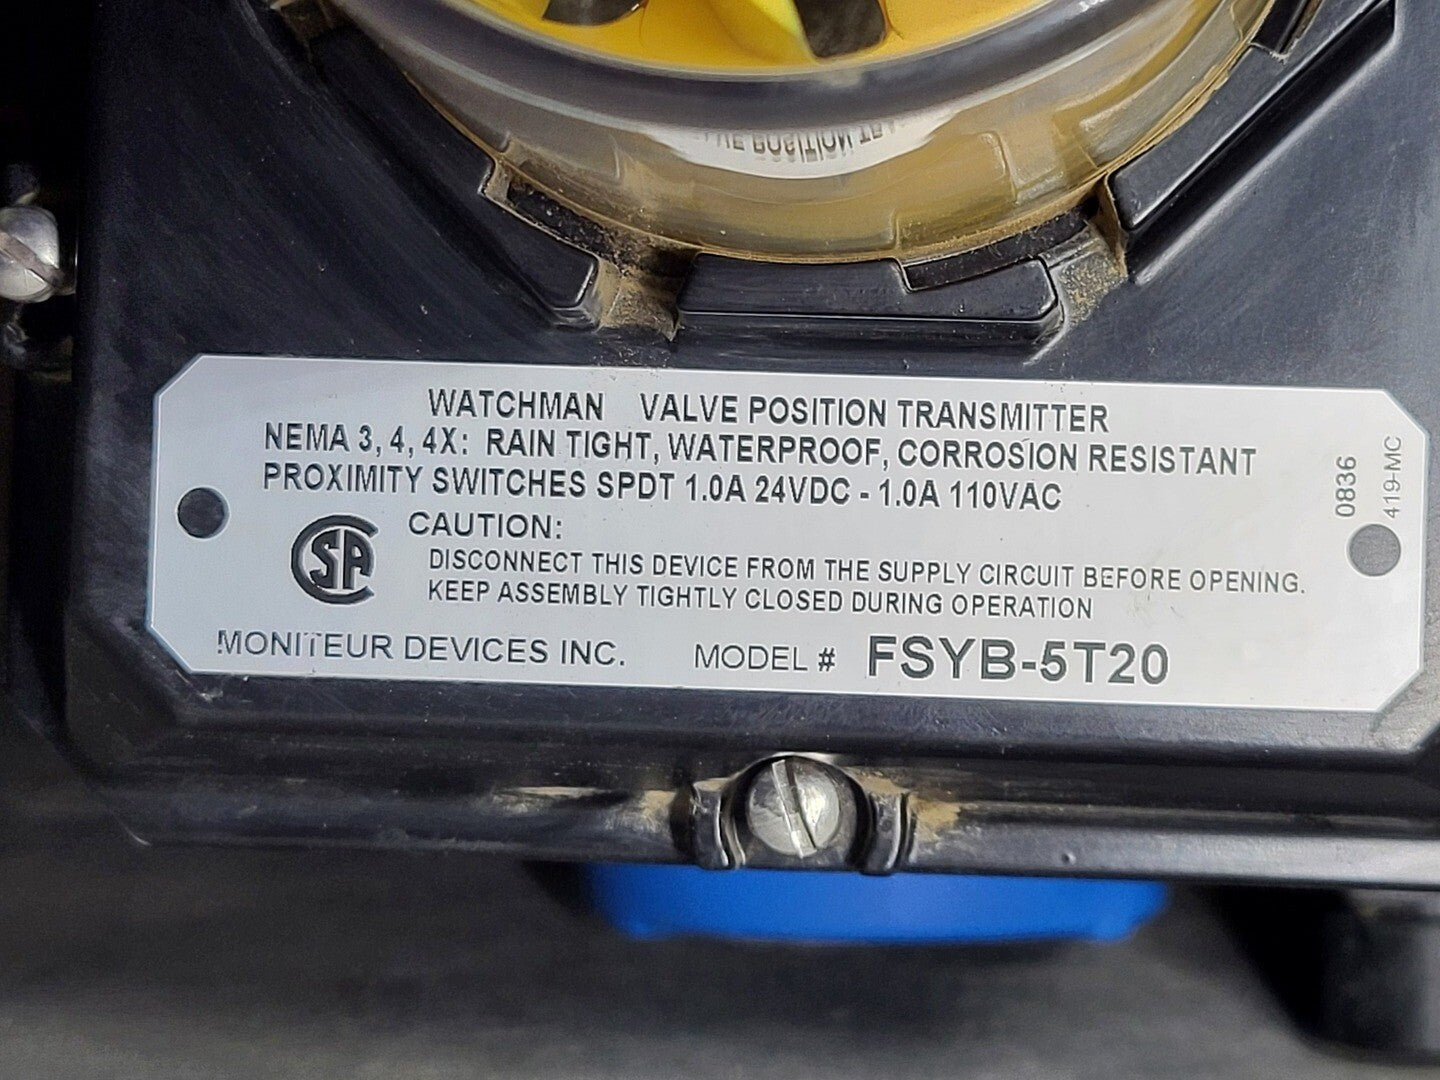 WATCHMAN VALVE POSITION TRANSMITTER
NEMA 3, 4, 4X: RAIN TIGHT, WATERPROOF, CORROSION RESISTANT
PROXIMITY SWITCHES SPDT 1.0A 24VDC - 1.0A 110VAC
CAUTION:
DISCONNECT THIS DEVICE FROM THE SUPPLY CIRCUIT BEFORE OPENING.
KEEP ASSEMBLY TIGHTLY CLOSED DURING OPERATION
SA
MONITEUR DEVICES INC. MODEL # FSYB-5T20
0836
419-MC